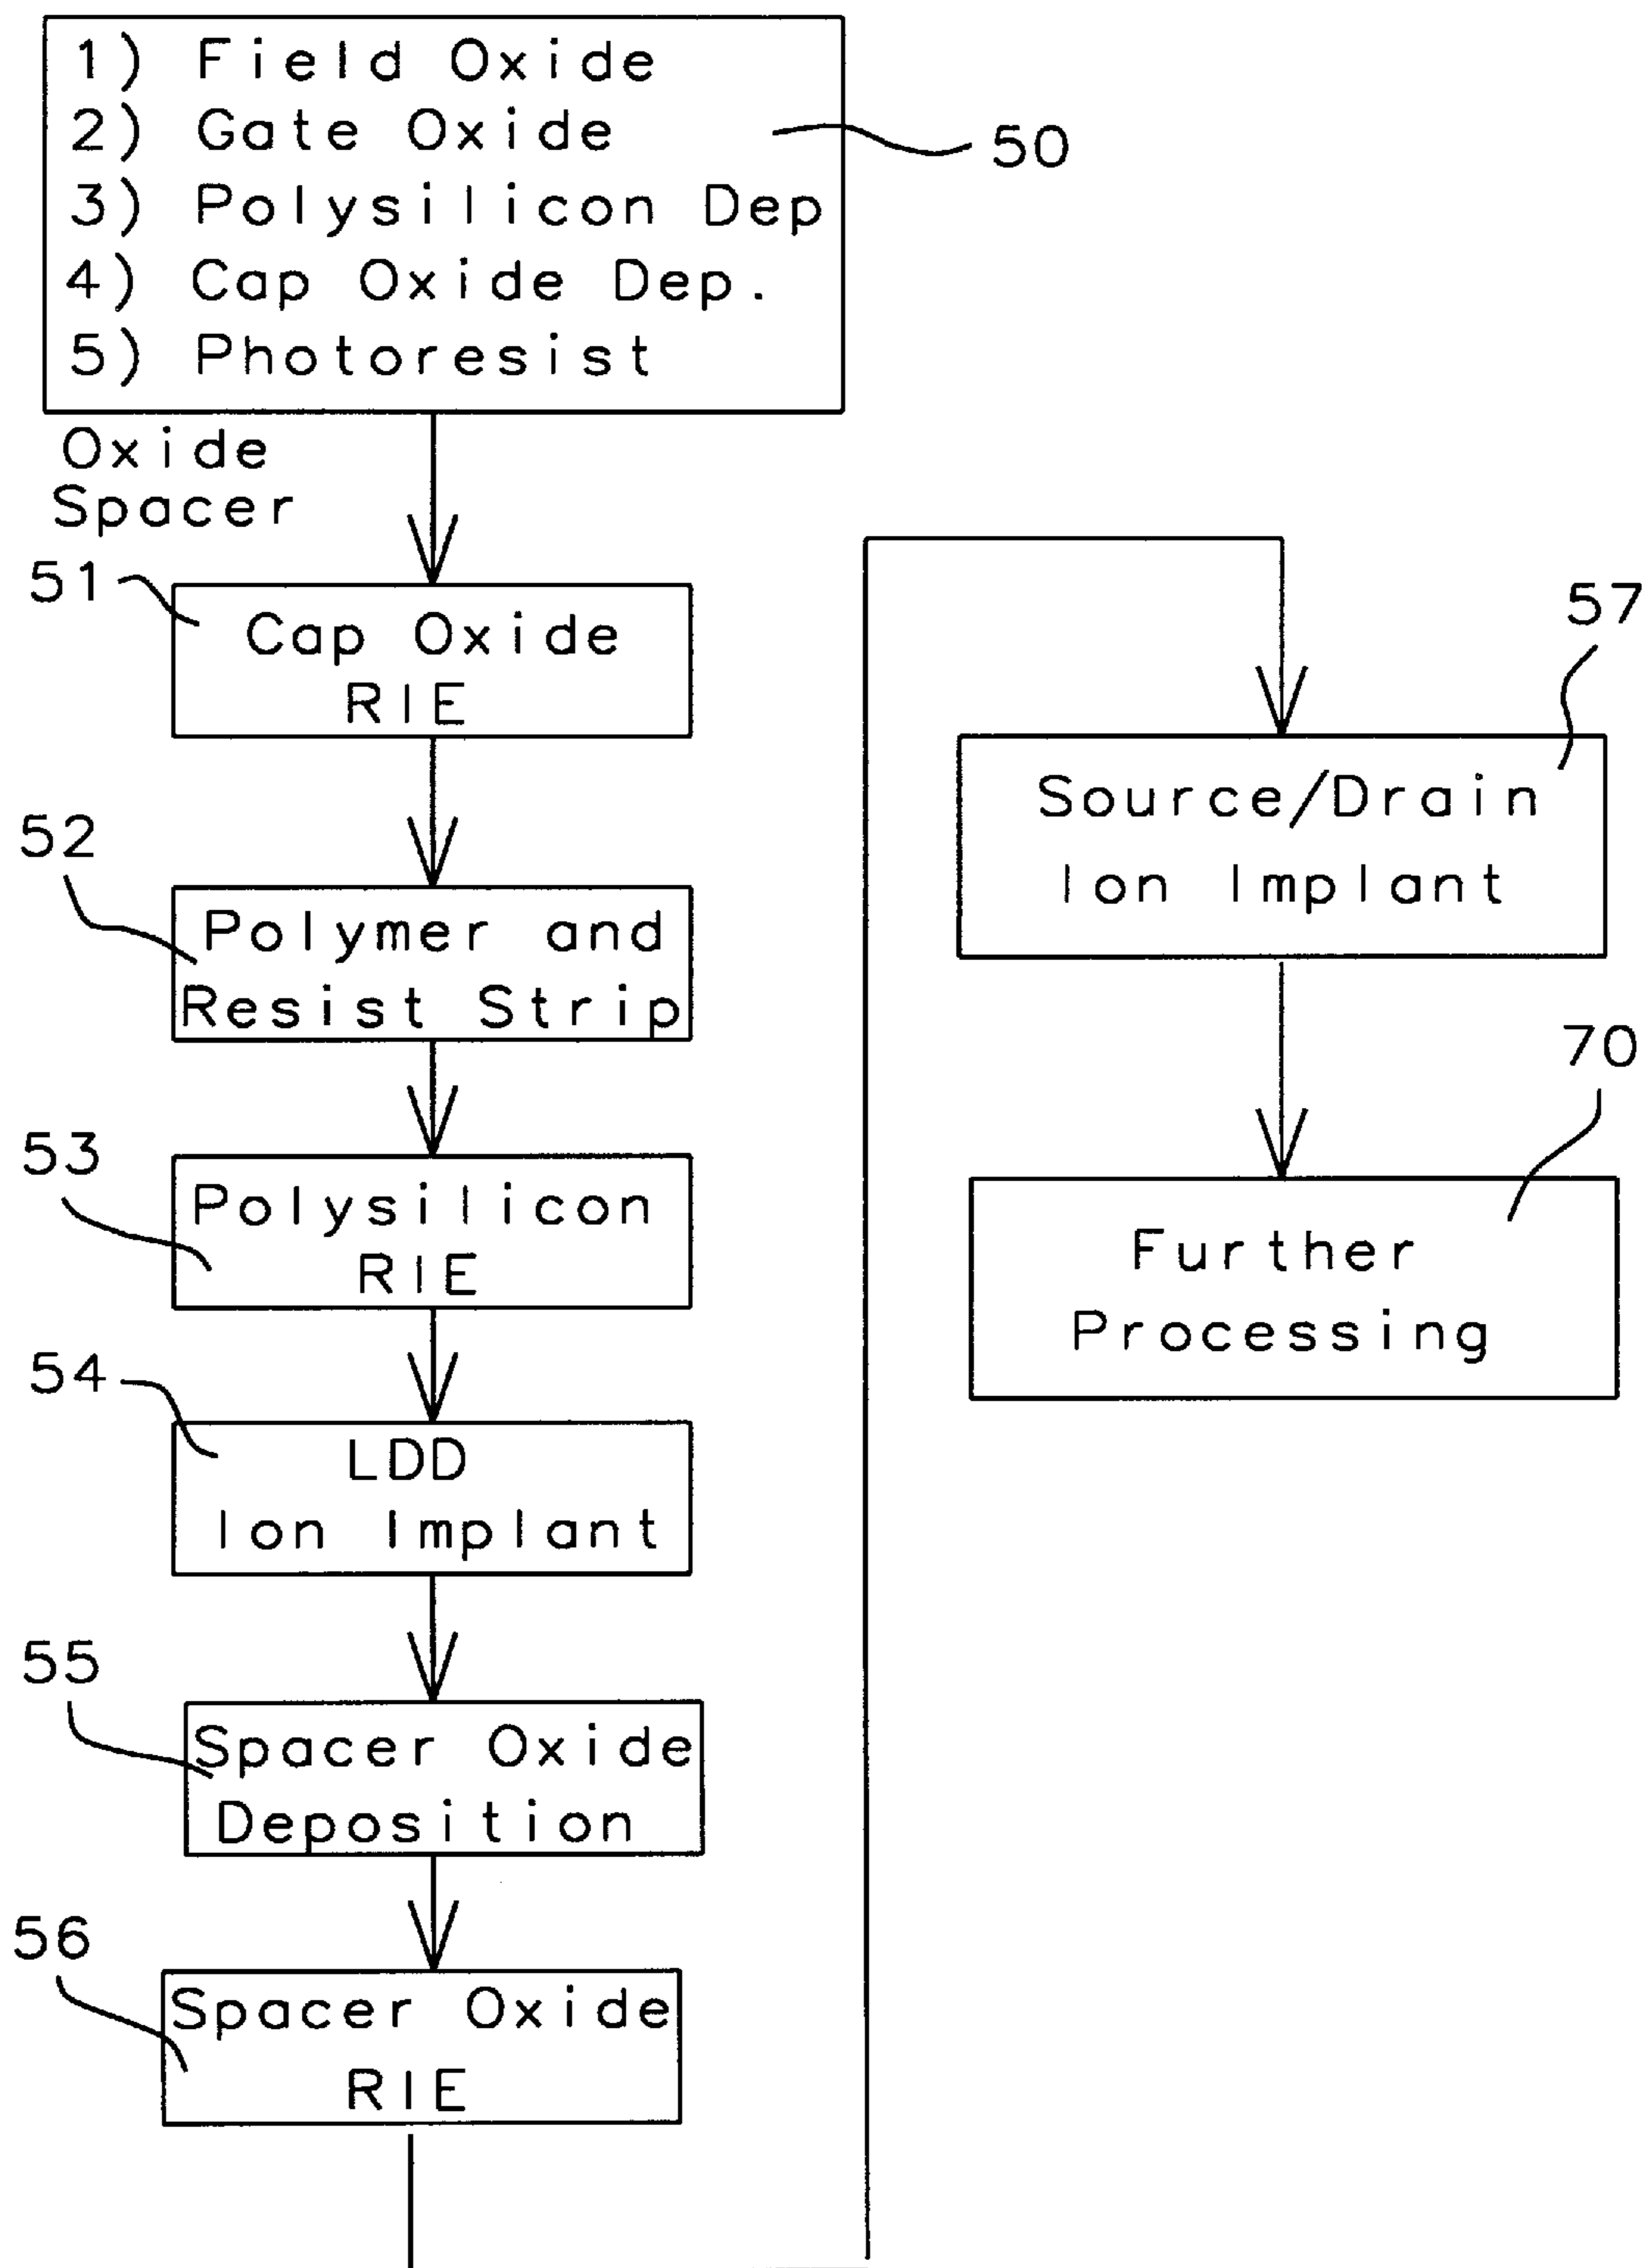 1) Field Oxide
2) Gate Oxide
3) Polysilicon Dep
4) Cap Oxide Dep.
5) Photoresist
50
Oxide
Spacer
51
Cap Oxide
RIE
52
Polymer and
Resist Strip
53
Polysilicon
RIE
54
LDD
Ion Implant
55
Spacer Oxide
Deposition
56
Spacer Oxide
RIE
57
Source/Drain
Ion Implant
70
Further
Processing